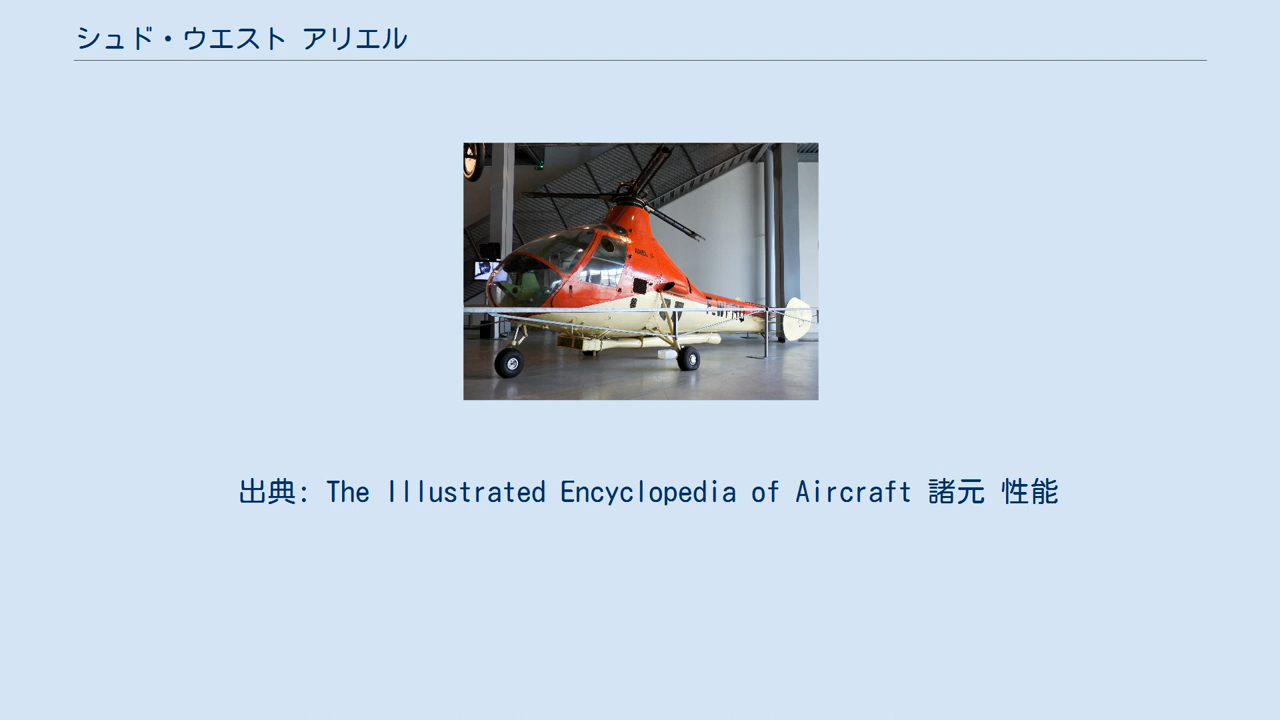 シュド・ウエスト アリエル
出典: The Illustrated Encyclopedia of Aircraft 諸元 性能